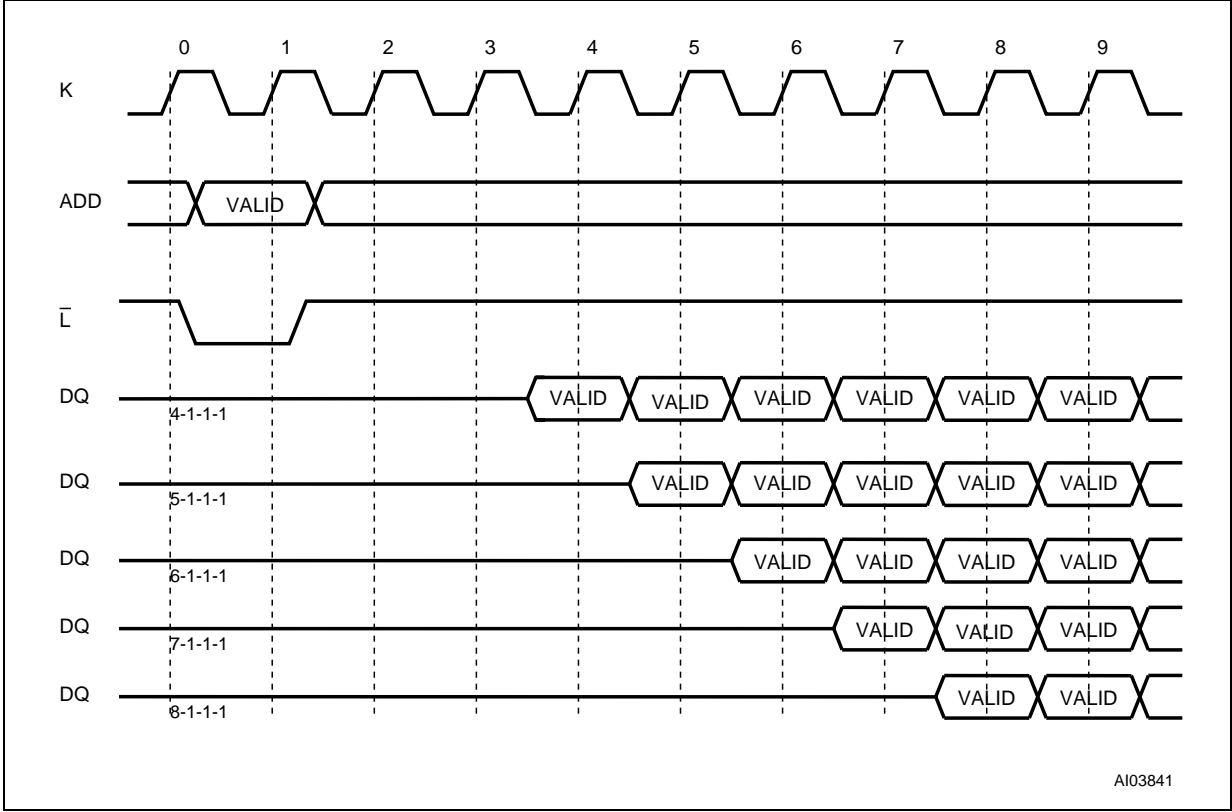 0 1 2 3 4 5 6 7 8 9
K
ADD VALID
L̅
DQ VALID VALID VALID VALID VALID VALID
4-1-1-1
DQ VALID VALID VALID VALID VALID
5-1-1-1
DQ VALID VALID VALID VALID
6-1-1-1
DQ VALID VALID VALID
7-1-1-1
DQ VALID VALID
8-1-1-1
AI03841